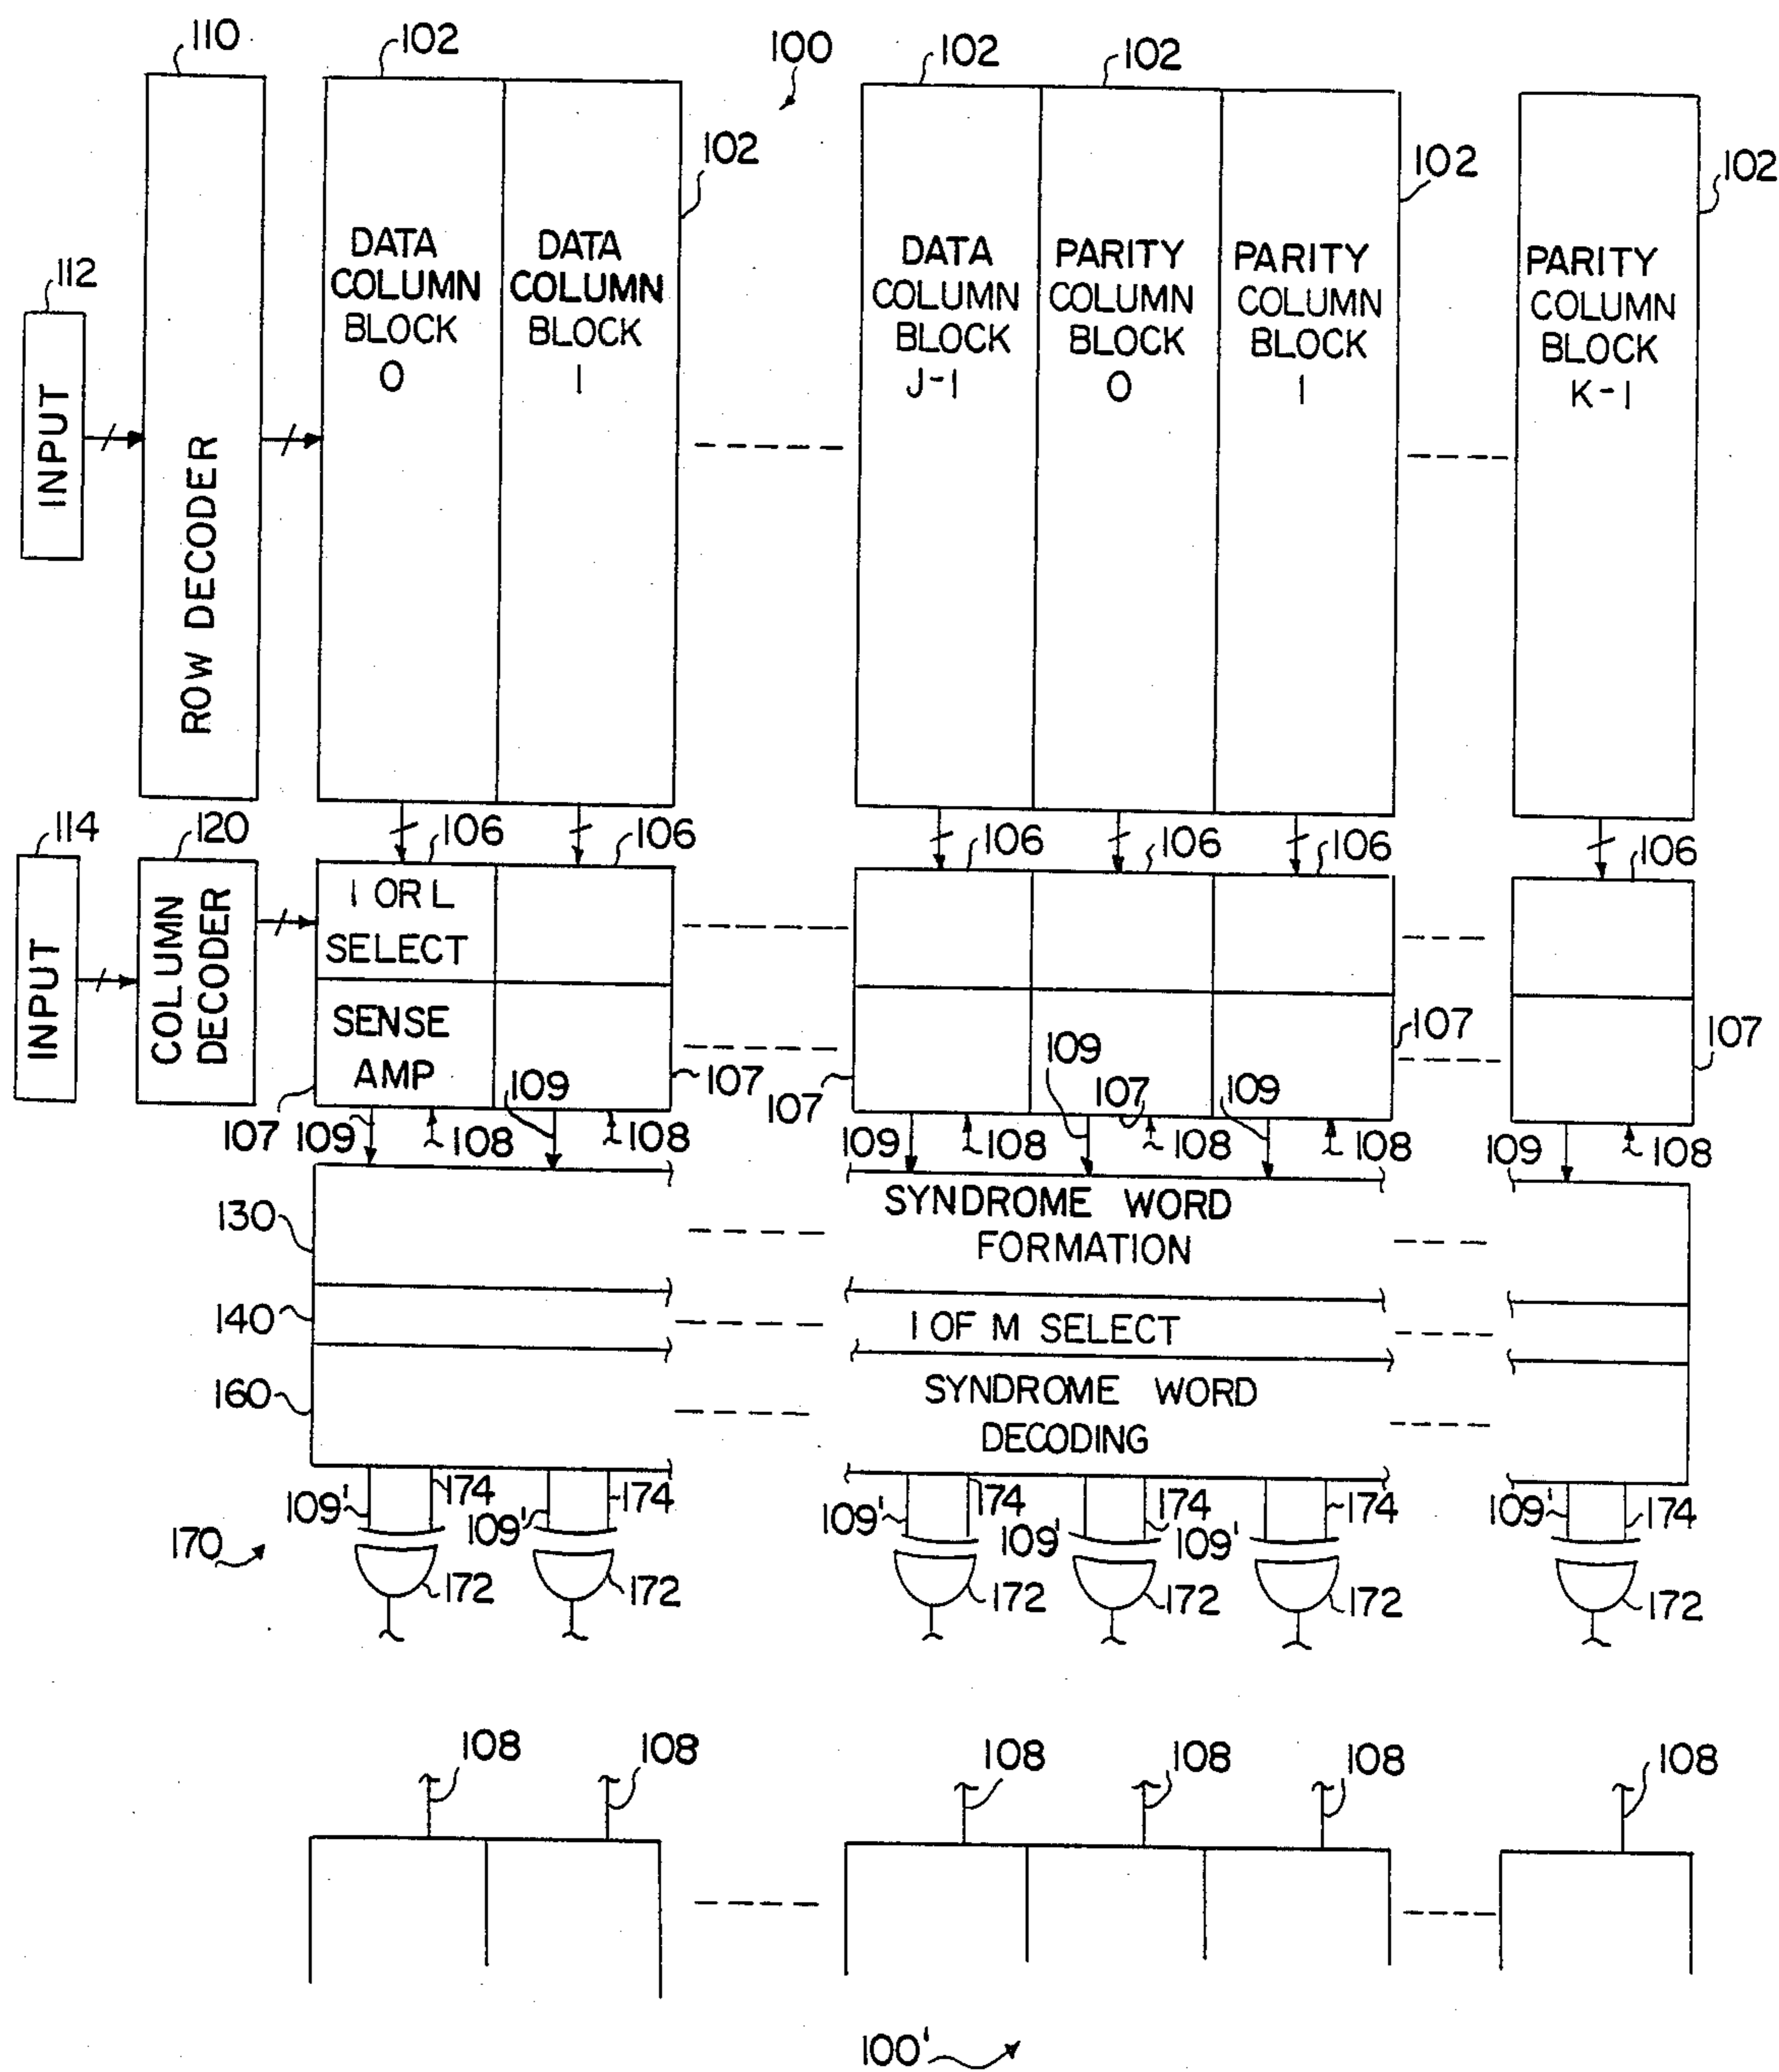 110
102
100
102
102
102
102
102
112
INPUT
ROW DECODER
DATA
COLUMN
BLOCK
0
DATA
COLUMN
BLOCK
1
DATA
COLUMN
BLOCK
J-1
PARITY
COLUMN
BLOCK
0
PARITY
COLUMN
BLOCK
1
PARITY
COLUMN
BLOCK
K-1
114
INPUT
120
COLUMN
DECODER
106
106
106
106
106
106
1 OR L
SELECT
SENSE
AMP
107
109
108
109
108
107
107
109
108
109
107
108
109
108
107
109
108
107
130
SYNDROME WORD
FORMATION
140
1 OF M SELECT
160
SYNDROME WORD
DECODING
109'
174
109'
174
109'
174
109'
174
109'
174
109'
174
170
172
172
172
172
172
172
108
108
108
108
108
108
100'